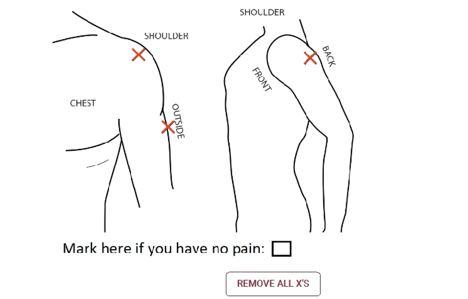 SHOULDER
SHOULDER
BACK
FRONT
CHEST
OUTSIDE
Mark here if you have no pain:
REMOVE ALL X'S